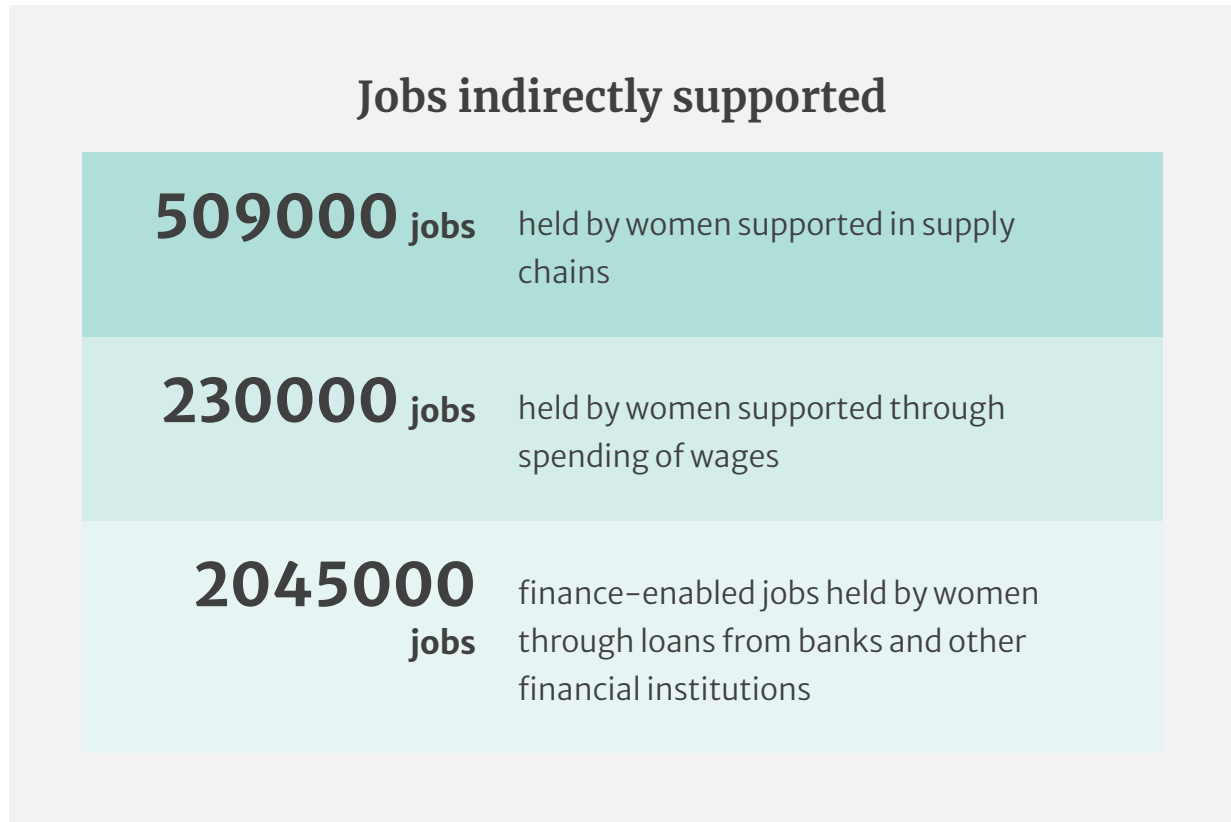 Jobs indirectly supported
509000 jobs
held by women supported in supply
chains
230000 jobs
held by women supported through
spending of wages
2045000
jobs
finance-enabled jobs held by women
through loans from banks and other
financial institutions